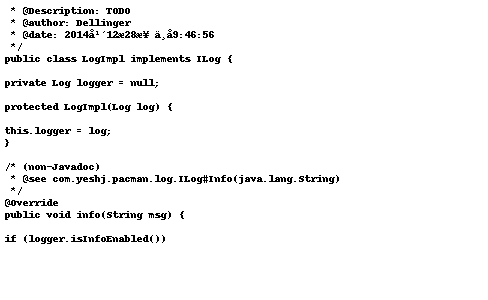 * @Description: TODO
* @author: Dellinger
* @date: 2014å¹´12æ28æ¥ ä¸å9:46:56
*/
public class LogImpl implements ILog {
private Log logger = null;
protected LogImpl(Log log) {
this.logger = log;
}
/* (non-Javadoc)
* @see com.yeshj.pacman.log.ILog#Info(java.lang.String)
*/
@Override
public void info(String msg) {
if (logger.isInfoEnabled())